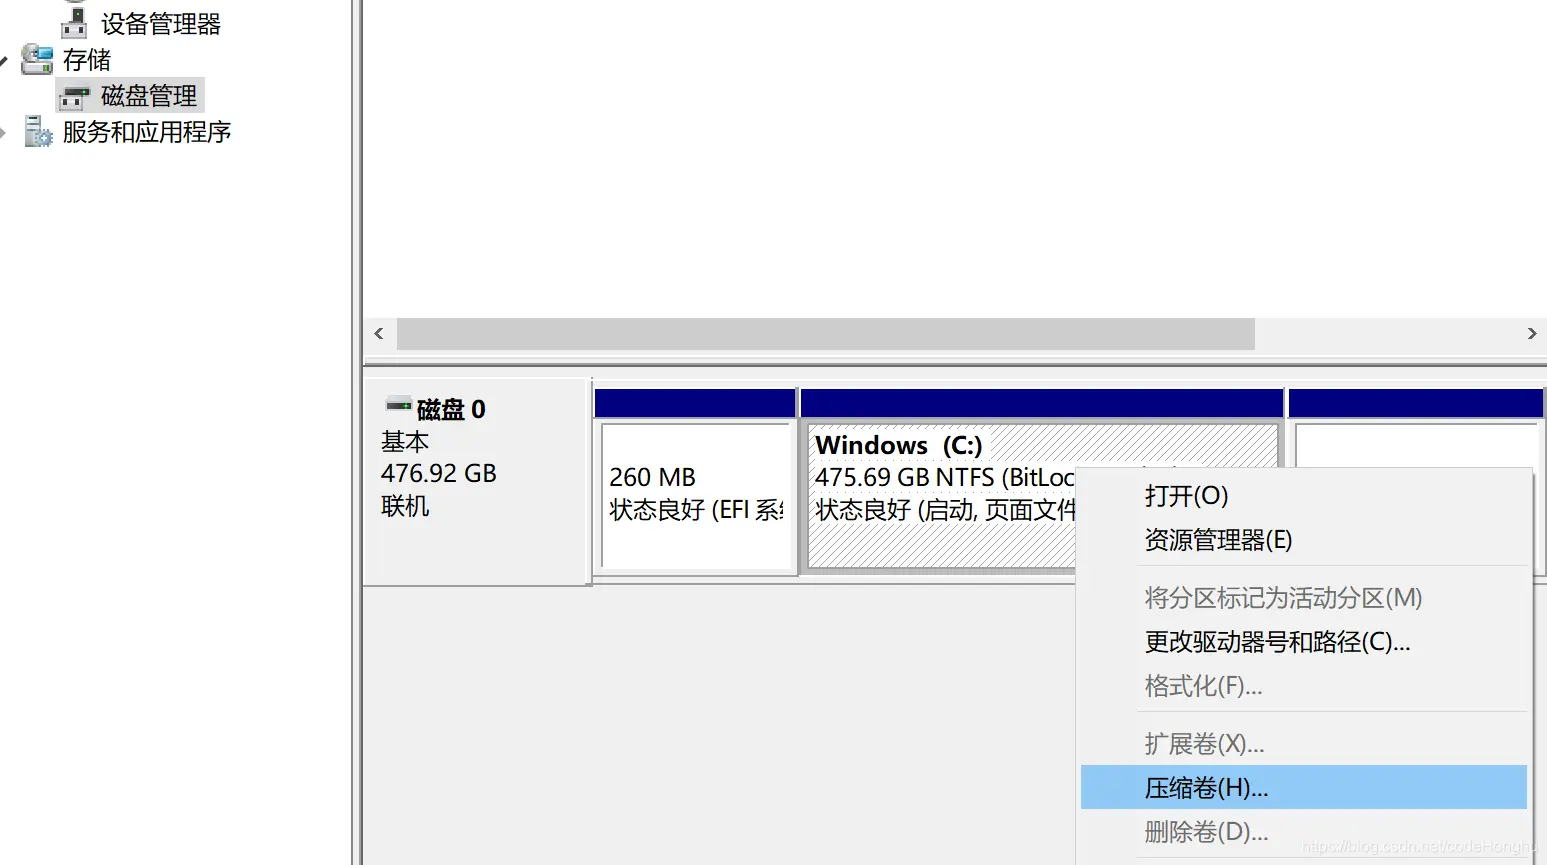 设备管理器
存储
磁盘管理
服务和应用程序
磁盘 0
基本
476.92 GB
联机
260 MB
状态良好 (EFI 系
Windows (C:)
475.69 GB NTFS (BitLoc
状态良好 (启动, 页面文件
打开(O)
资源管理器(E)
将分区标记为活动分区(M)
更改驱动器号和路径(C)...
格式化(F)...
扩展卷(X)...
压缩卷(H)...
删除卷(D)...
https://blog.csdn.net/codeHonghu